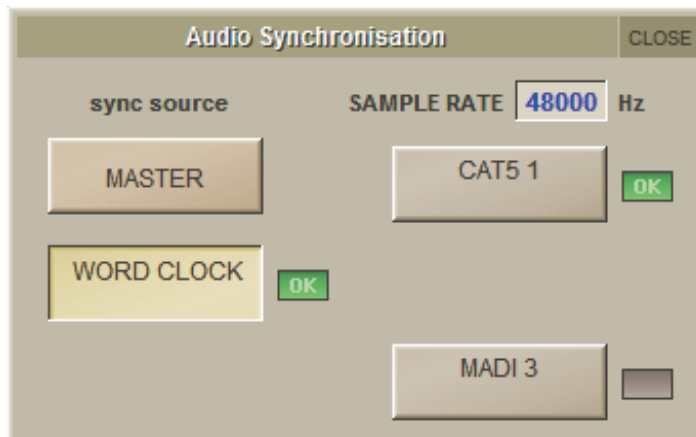 Audio Synchronisation CLOSE
sync source SAMPLE RATE 48000 Hz
MASTER CAT5 1 OK
WORD CLOCK OK
MADI 3